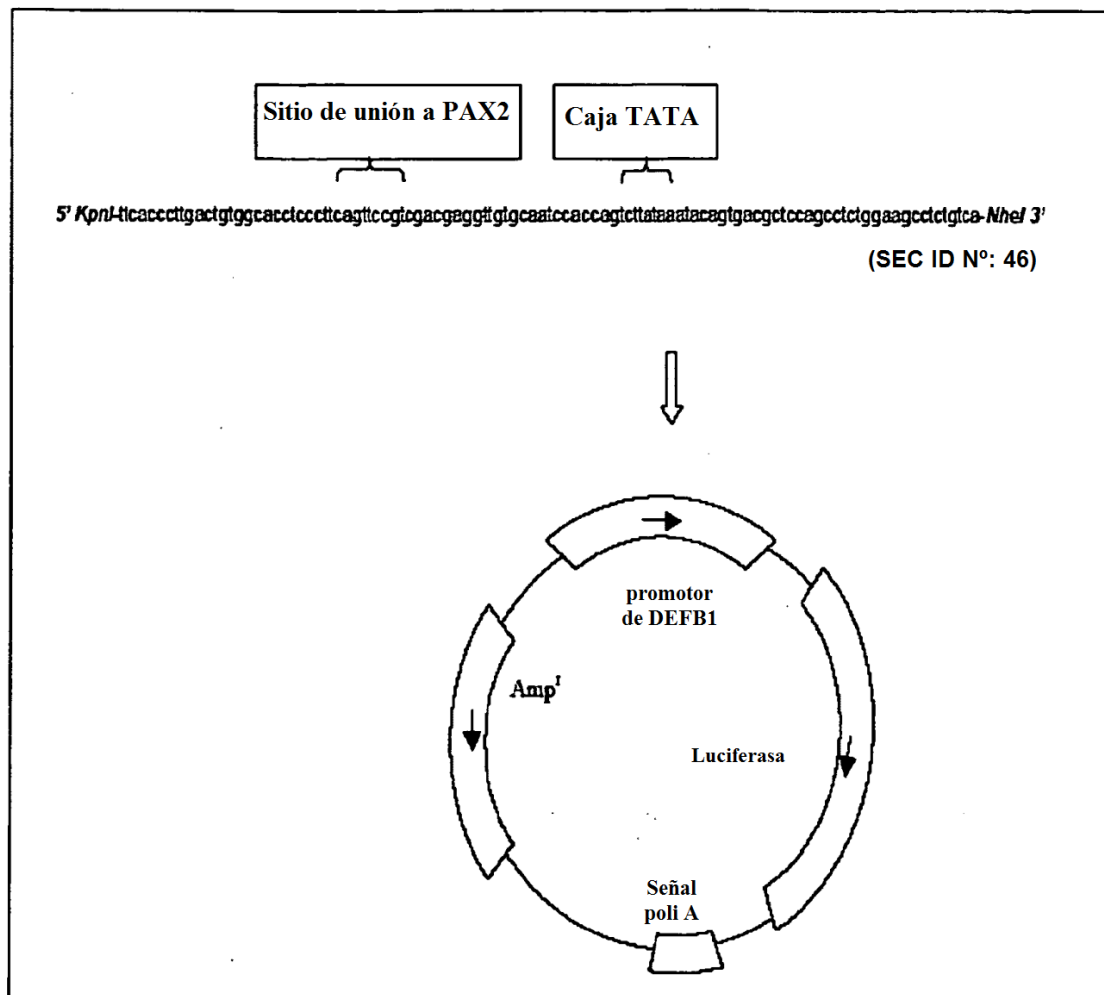 Sitio de unión a PAX2
Caja TATA
5' KpnI-ttcacccttgactgtggcacctcccttcagttccgtcgacgaggttgtgcaatccaccagtcttataaatacagtgacgctccagcctctggaagcctctgtca-NheI 3'
(SEC ID Nº: 46)
promotor
de DEFB1
Amp^r
Luciferasa
Señal
poli A